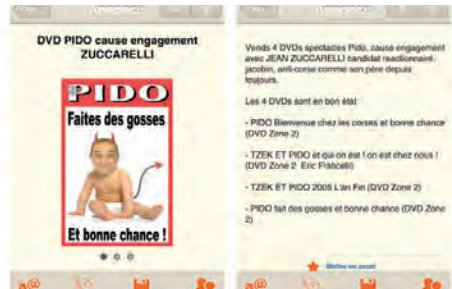 DVD PIDO cause engagement
ZUCCARELLI
PIDO
Faites des gosses
Et bonne chance !
Vends 4 DVDs spectacles Pido, cause engagement
avec JEAN ZUCCARELLI candidat reactionnaire,
jacobin, anti-corse comme son père depuis
toujours.
Les 4 DVDs sont en bon état
- PIDO Bienvenue chez les corses et bonne chance
(DVD Zone 2)
- TZEK ET PIDO et qui on est ! on est chez nous !
(DVD Zone 2 Eric Fraticelli)
- TZEK ET PIDO 2005 L'an Fin (DVD Zone 2)
- PIDO fait des gosses et bonne chance (DVD Zone
2)
Mettre en avant